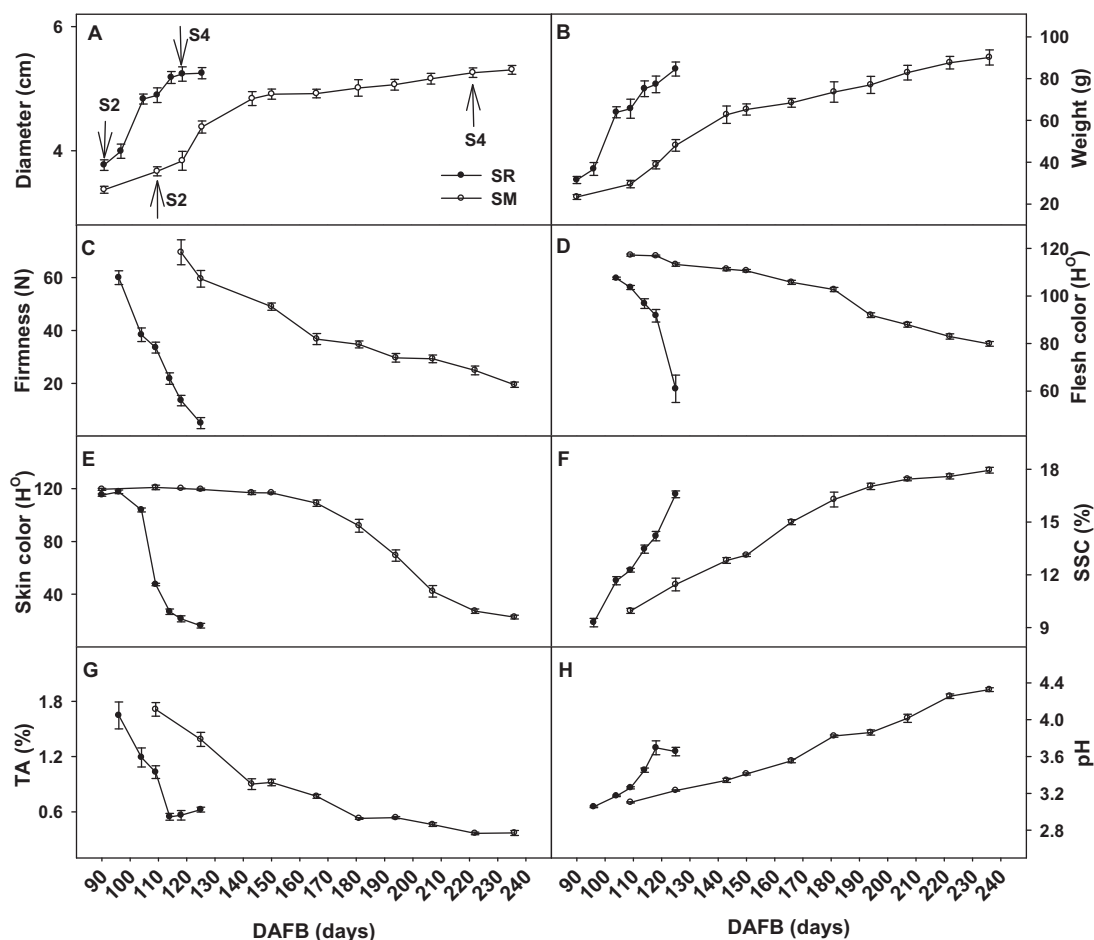 A
B
6
4
Diameter (cm)
S2
S4
S2
S4
SR
SM
100
80
60
40
20
Weight (g)
C
D
60
40
20
Firmness (N)
120
100
80
60
Flesh color (H°)
E
F
120
80
40
Skin color (H°)
18
15
12
9
SSC (%)
G
H
1.8
1.2
0.6
TA (%)
4.4
4.0
3.6
3.2
2.8
pH
90 100 110 120 130 140 150 160 170 180 190 200 210 220 230 240
90 100 110 120 130 140 150 160 170 180 190 200 210 220 230 240
DAFB (days)
DAFB (days)